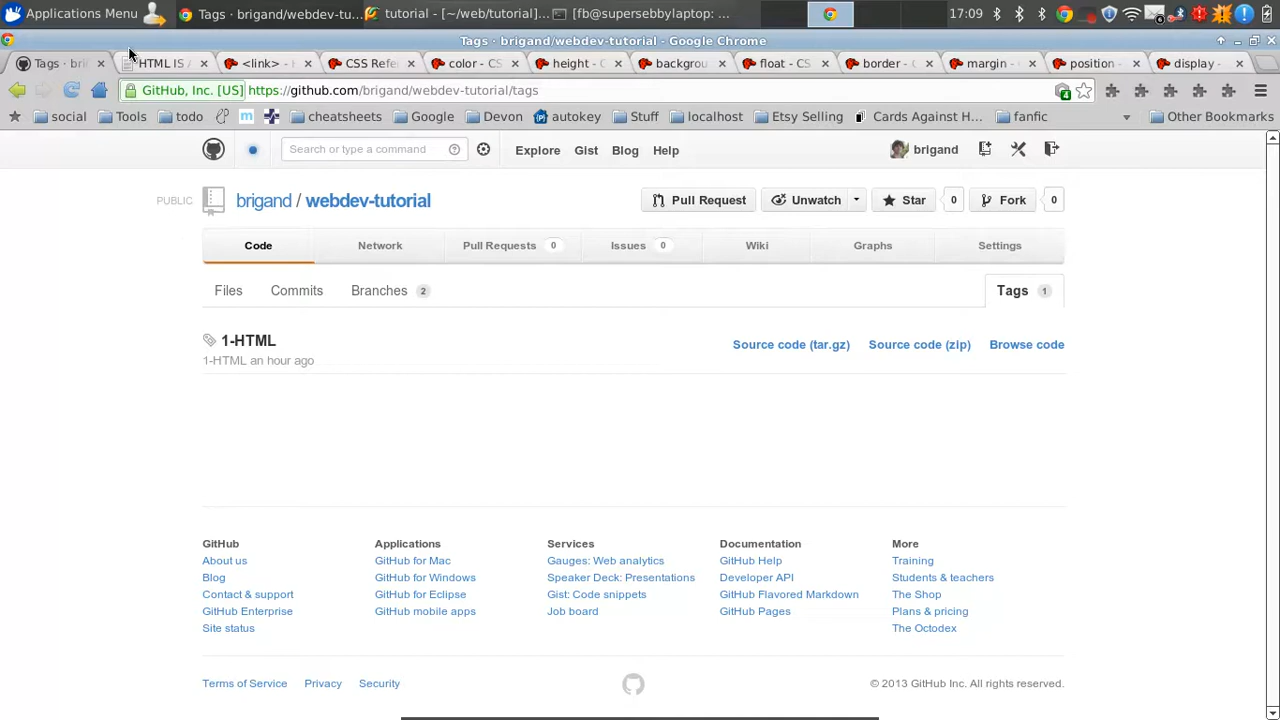 Applications Menu
Tags · brigand/webdev-tu...
tutorial - [~/web/tutorial]...
[fb@supersebbylaptop: ...
17:09
Tags · brigand/webdev-tutorial - Google Chrome
Tags · bri
HTML IS
<link> -
CSS Refe
color - CS
height - C
backgrou
float - CS
border -
margin -
position -
display -
GitHub, Inc. [US]
https://github.com/brigand/webdev-tutorial/tags
4
social
Tools
todo
m
cheatsheets
Google
Devon
autokey
Stuff
localhost
Etsy Selling
Cards Against H...
fanfic
Other Bookmarks
Search or type a command
Explore
Gist
Blog
Help
brigand
PUBLIC
brigand / webdev-tutorial
Pull Request
Unwatch
Star
0
Fork
0
Code
Network
Pull Requests 0
Issues 0
Wiki
Graphs
Settings
Files
Commits
Branches 2
Tags 1
1-HTML
Source code (tar.gz)
Source code (zip)
Browse code
1-HTML an hour ago
GitHub
About us
Blog
Contact & support
GitHub Enterprise
Site status
Applications
GitHub for Mac
GitHub for Windows
GitHub for Eclipse
GitHub mobile apps
Services
Gauges: Web analytics
Speaker Deck: Presentations
Gist: Code snippets
Job board
Documentation
GitHub Help
Developer API
GitHub Flavored Markdown
GitHub Pages
More
Training
Students & teachers
The Shop
Plans & pricing
The Octodex
Terms of Service
Privacy
Security
© 2013 GitHub Inc. All rights reserved.